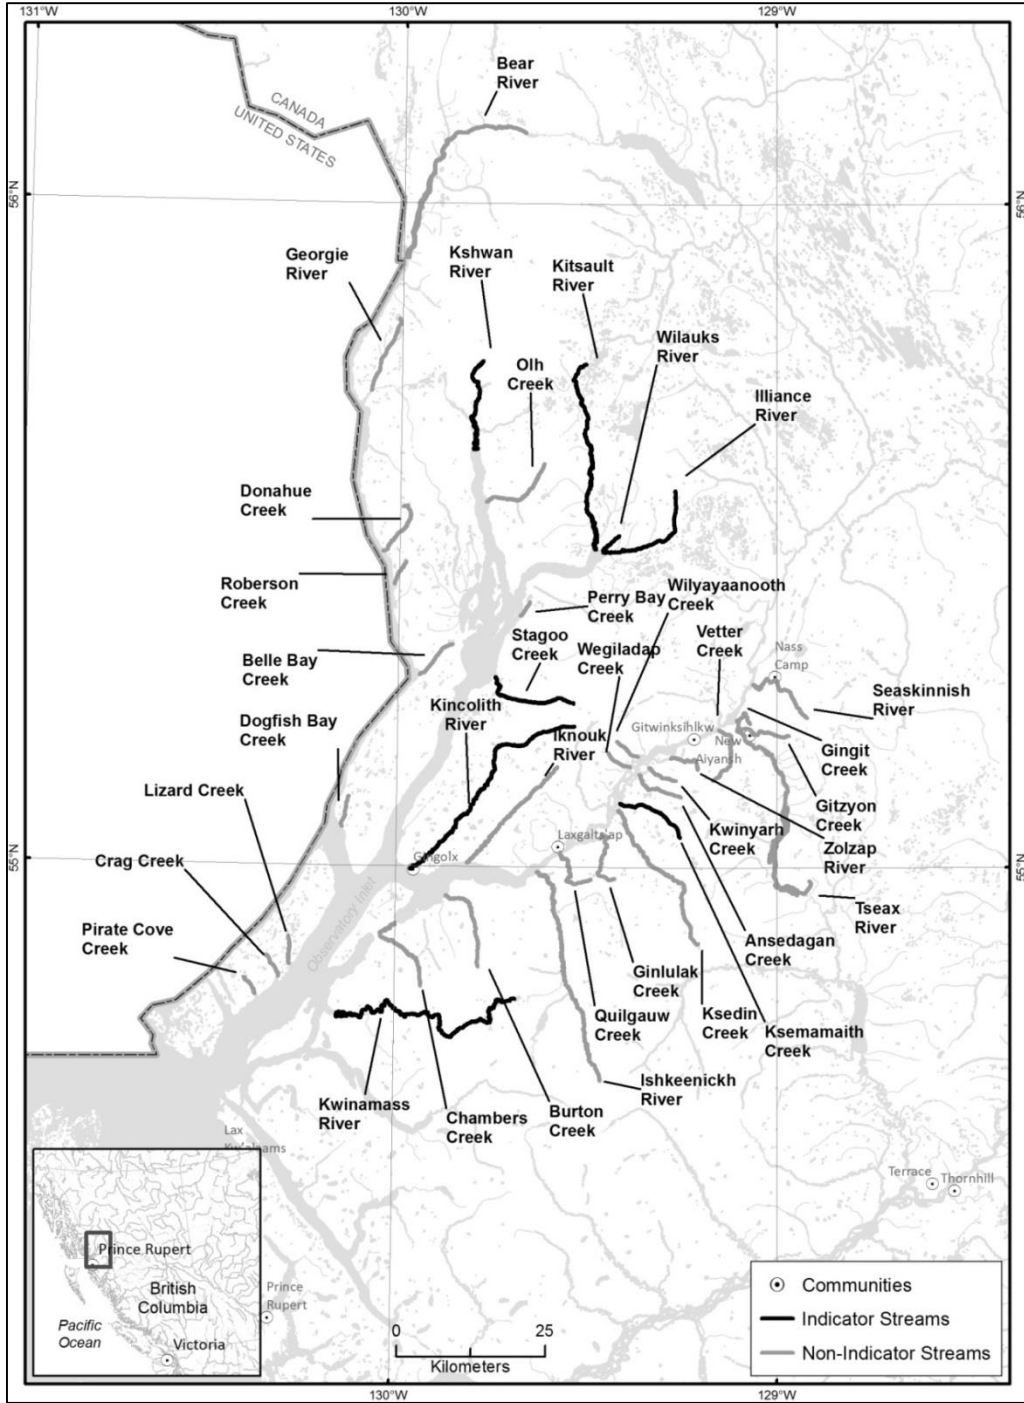 131°W
130°W
129°W
Bear
River
CANADA
UNITED STATES
56°N
56°N
Georgie
River
Kshwan
River
Kitsault
River
Wilauks
River
Olh
Creek
Illiance
River
Donahue
Creek
Roberson
Creek
Perry Bay
Creek
Wilyayaanooth
Creek
Stagoo
Creek
Wegiladap
Creek
Vetter
Creek
Nass
Camp
Belle Bay
Creek
Seaskinnish
River
Kincolith
River
Iknouk
River
Gitwinksihlkw
New
Aiyansh
Dogfish Bay
Creek
Gingit
Creek
Lizard Creek
Gitzyon
Creek
Kwinyarh
Creek
Laxgaltsap
Zolzap
River
Crag Creek
Gingolx
55°N
55°N
Tseax
River
Pirate Cove
Creek
Observatory Inlet
Ansedagan
Creek
Ginlulak
Creek
Quilgauw
Creek
Ksedin
Creek
Ksemamaith
Creek
Ishkeenickh
River
Kwinamass
River
Chambers
Creek
Burton
Creek
Lax
Kw'alaams
Terrace
Thornhill
Prince Rupert
British
Columbia
Pacific
Ocean
Victoria
Prince
Rupert
0 25
Kilometers
Communities
Indicator Streams
Non-Indicator Streams
130°W
129°W